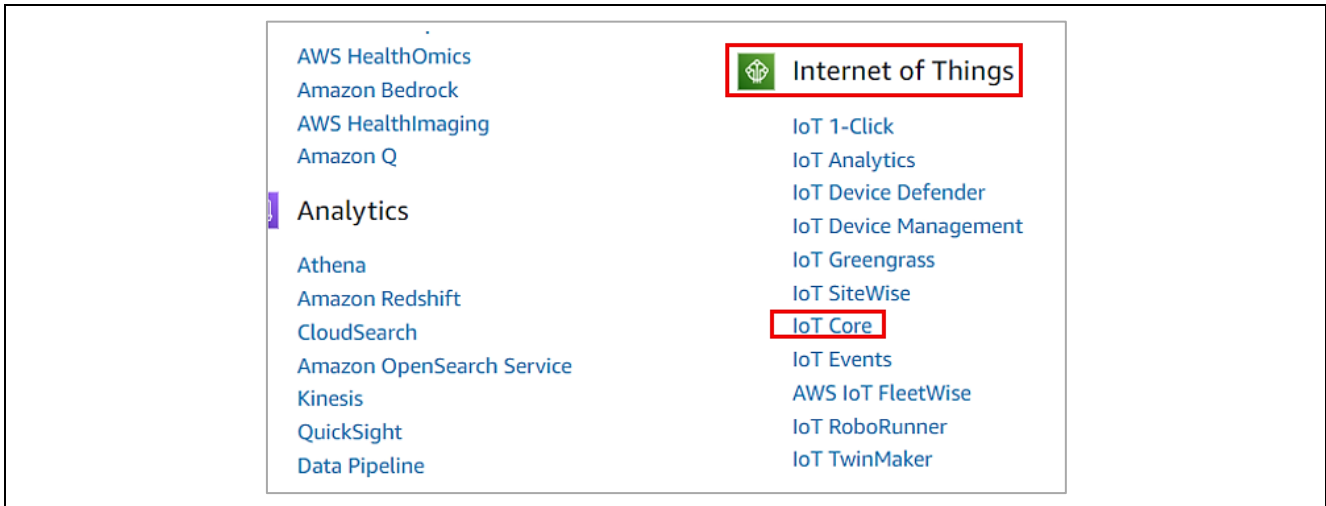 AWS HealthOmics
Amazon Bedrock
AWS HealthImaging
Amazon Q
Analytics
Athena
Amazon Redshift
CloudSearch
Amazon OpenSearch Service
Kinesis
QuickSight
Data Pipeline
Internet of Things
IoT 1-Click
IoT Analytics
IoT Device Defender
IoT Device Management
IoT Greengrass
IoT SiteWise
IoT Core
IoT Events
AWS IoT FleetWise
IoT RoboRunner
IoT TwinMaker